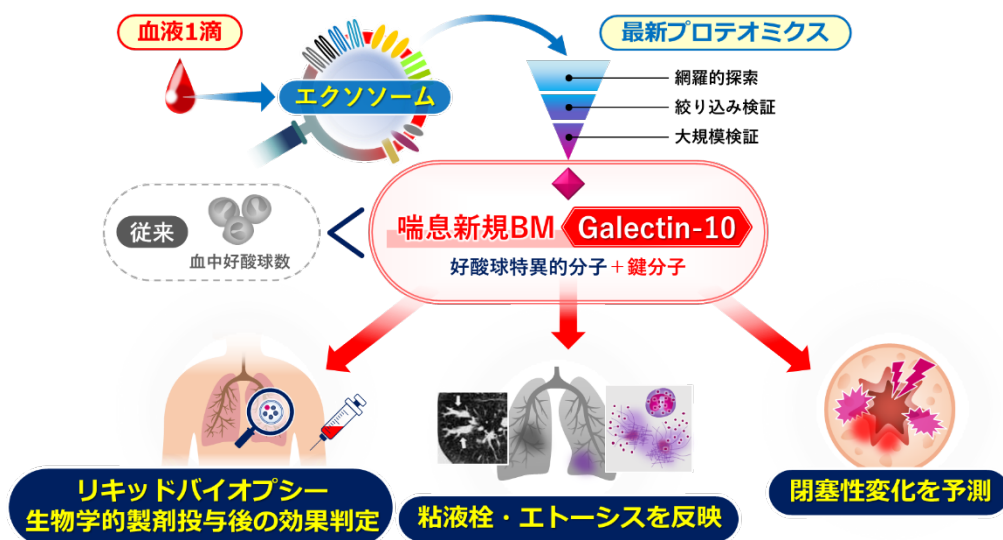 血液1滴
エクソソーム
最新プロテオミクス
網羅的探索
絞り込み検証
大規模検証
従来
血中好酸球数
喘息新規BM Galectin-10
好酸球特異的分子+鍵分子
リキッドバイオプシー
生物学的製剤投与後の効果判定
粘液栓・エトーシスを反映
閉塞性変化を予測